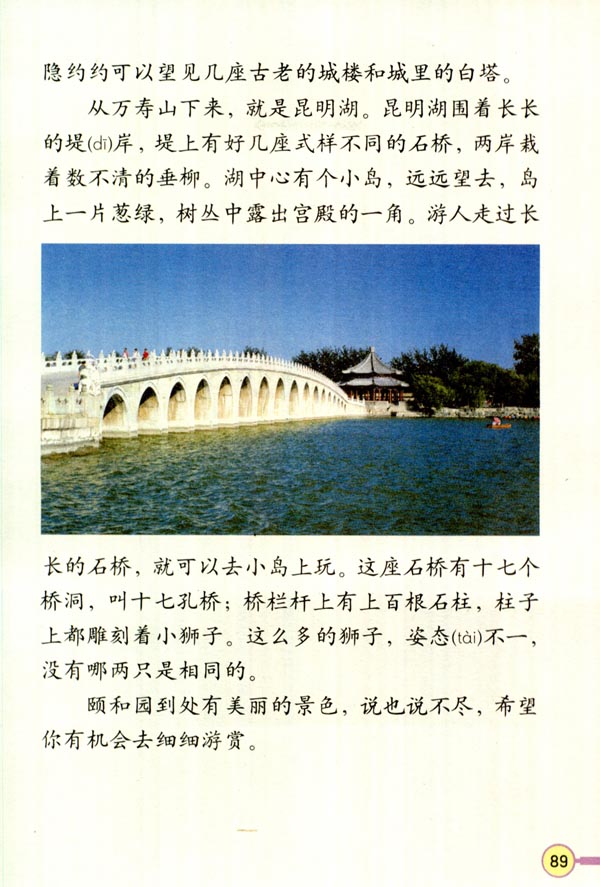 隐约约可以望见几座古老的城楼和城里的白塔。
从万寿山下来，就是昆明湖。昆明湖围着长长
的堤(dī)岸，堤上有好几座式样不同的石桥，两岸栽
着数不清的垂柳。湖中心有个小岛，远远望去，岛
上一片葱绿，树丛中露出宫殿的一角。游人走过长
长的石桥，就可以去小岛上玩。这座石桥有十七个
桥洞，叫十七孔桥；桥栏杆上有上百根石柱，柱子
上都雕刻着小狮子。这么多的狮子，姿态(tài)不一，
没有哪两只是相同的。
颐和园到处有美丽的景色，说也说不尽，希望
你有机会去细细游赏。
89